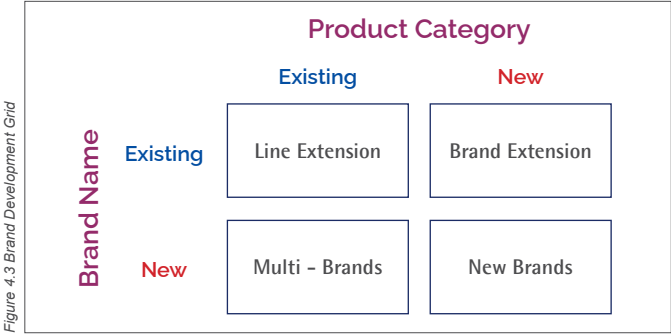 Product Category
Existing
New
Brand Name
Existing
Line Extension
Brand Extension
New
Multi - Brands
New Brands
Figure 4.3 Brand Development Grid